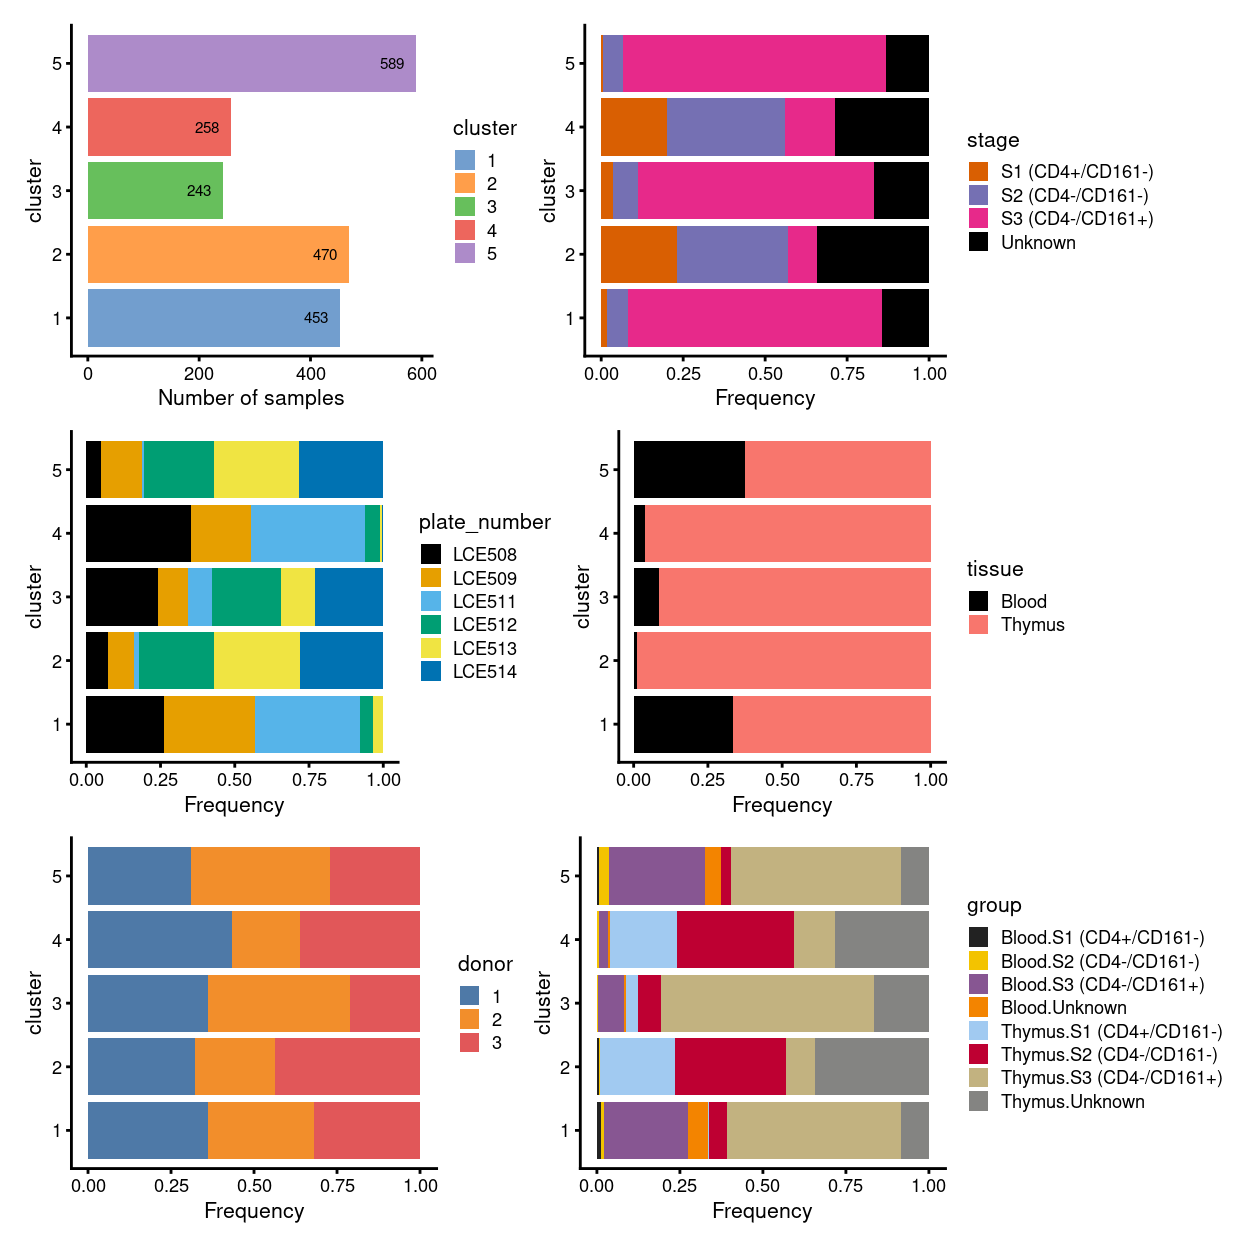 cluster
5
4
3
2
1
589
258
243
470
453
0
200
400
600
Number of samples
cluster
1
2
3
4
5
cluster
5
4
3
2
1
0.00
0.25
0.50
0.75
1.00
Frequency
stage
S1 (CD4+/CD161-)
S2 (CD4-/CD161-)
S3 (CD4-/CD161+)
Unknown
cluster
5
4
3
2
1
0.00
0.25
0.50
0.75
1.00
Frequency
plate_number
LCE508
LCE509
LCE511
LCE512
LCE513
LCE514
cluster
5
4
3
2
1
0.00
0.25
0.50
0.75
1.00
Frequency
tissue
Blood
Thymus
cluster
5
4
3
2
1
0.00
0.25
0.50
0.75
1.00
Frequency
donor
1
2
3
cluster
5
4
3
2
1
0.00
0.25
0.50
0.75
1.00
Frequency
group
Blood.S1 (CD4+/CD161-)
Blood.S2 (CD4-/CD161-)
Blood.S3 (CD4-/CD161+)
Blood.Unknown
Thymus.S1 (CD4+/CD161-)
Thymus.S2 (CD4-/CD161-)
Thymus.S3 (CD4-/CD161+)
Thymus.Unknown